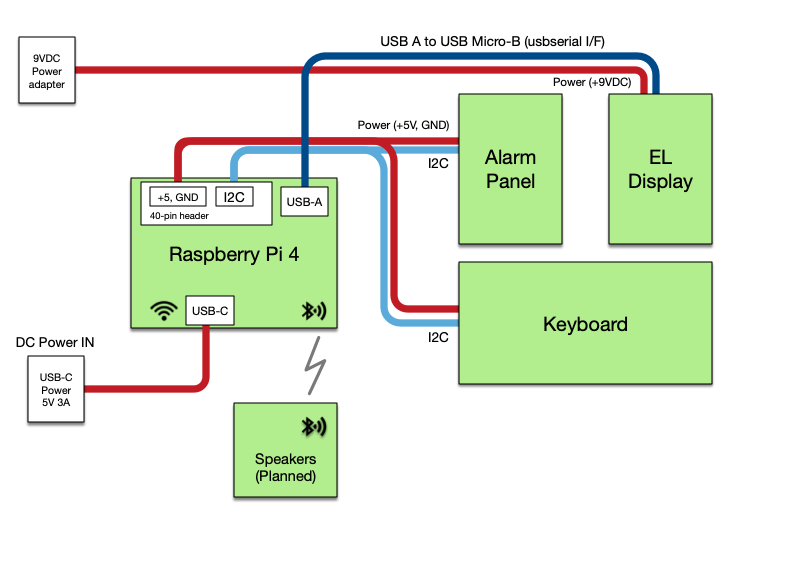 USB A to USB Micro-B (usbserial I/F)
9VDC
Power
adapter
Power (+9VDC)
Power (+5V, GND)
I2C
Alarm
Panel
EL
Display
+5, GND
I2C
USB-A
40-pin header
Raspberry Pi 4
USB-C
Keyboard
I2C
DC Power IN
USB-C
Power
5V 3A
Speakers
(Planned)